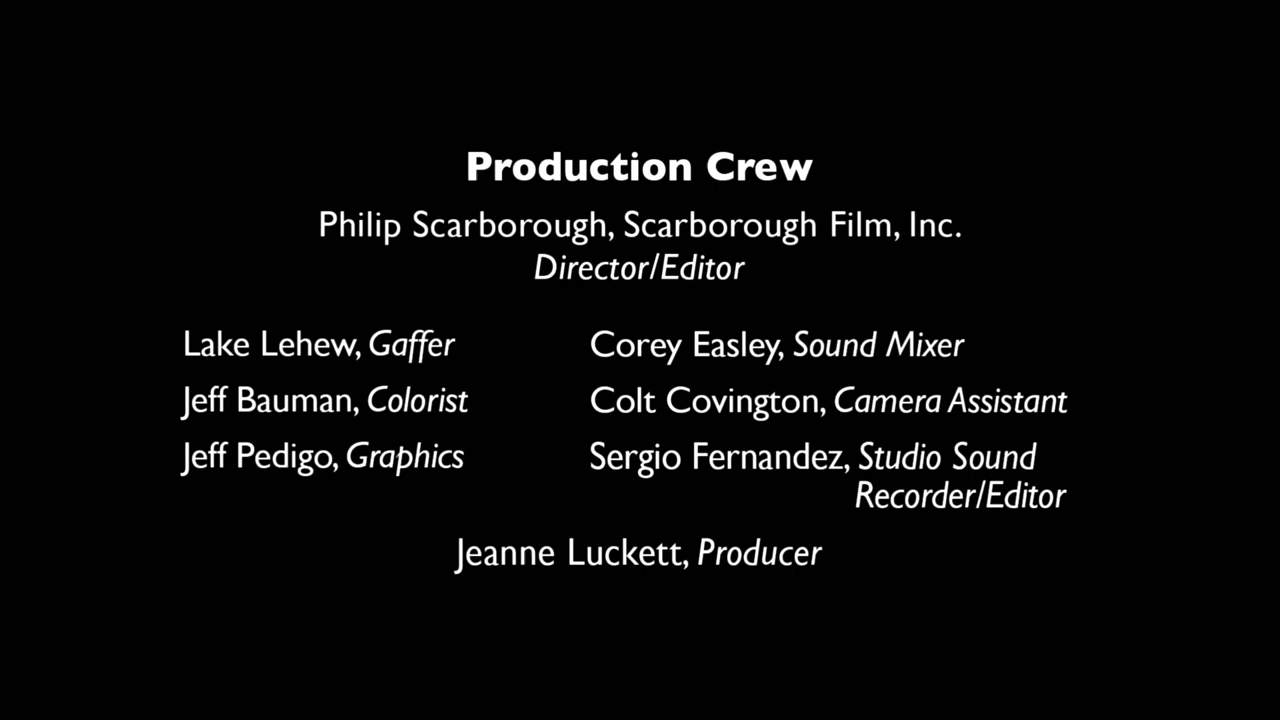 Production Crew
Philip Scarborough, Scarborough Film, Inc.
Director/Editor
Lake Lehew, Gaffer
Jeff Bauman, Colorist
Jeff Pedigo, Graphics
Corey Easley, Sound Mixer
Colt Covington, Camera Assistant
Sergio Fernandez, Studio Sound
Recorder/Editor
Jeanne Luckett, Producer